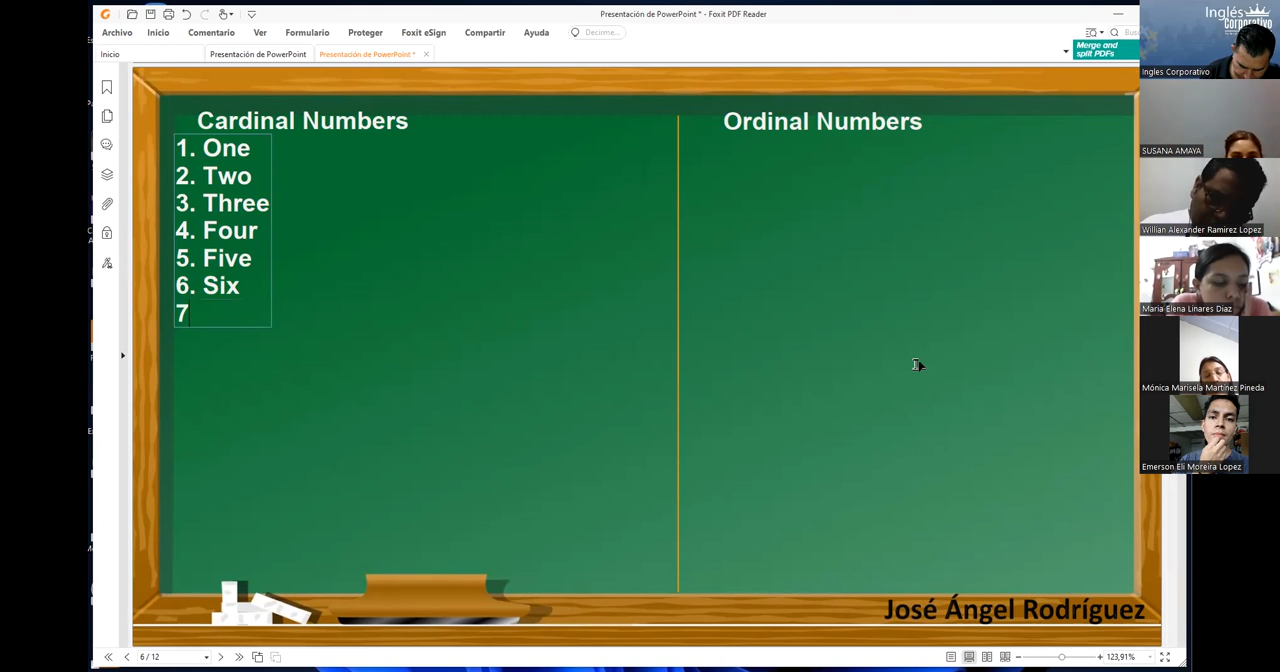 Presentación de PowerPoint * - Foxit PDF Reader
Archivo Inicio Comentario Ver Formulario Proteger Foxit eSign Compartir Ayuda Decirme...
Merge and
split PDFs
Inicio Presentación de PowerPoint Presentación de PowerPoint *
Cardinal Numbers
1. One
2. Two
3. Three
4. Four
5. Five
6. Six
7
Ordinal Numbers
José Ángel Rodríguez
6 / 12
123,91%
Inglés
Corporativo
Ingles Corporativo
SUSANA AMAYA
Willian Alexander Ramirez Lopez
Maria Elena Linares Diaz
Mónica Marisela Martinez Pineda
Emerson Eli Moreira Lopez